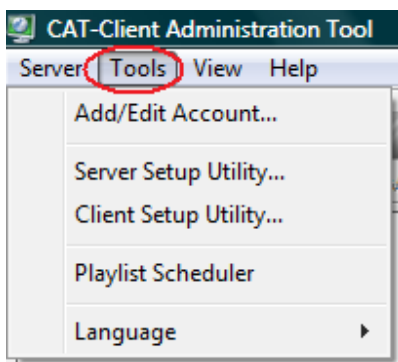 CAT-Client Administration Tool
Server Tools View Help
Add/Edit Account...
Server Setup Utility...
Client Setup Utility...
Playlist Scheduler
Language